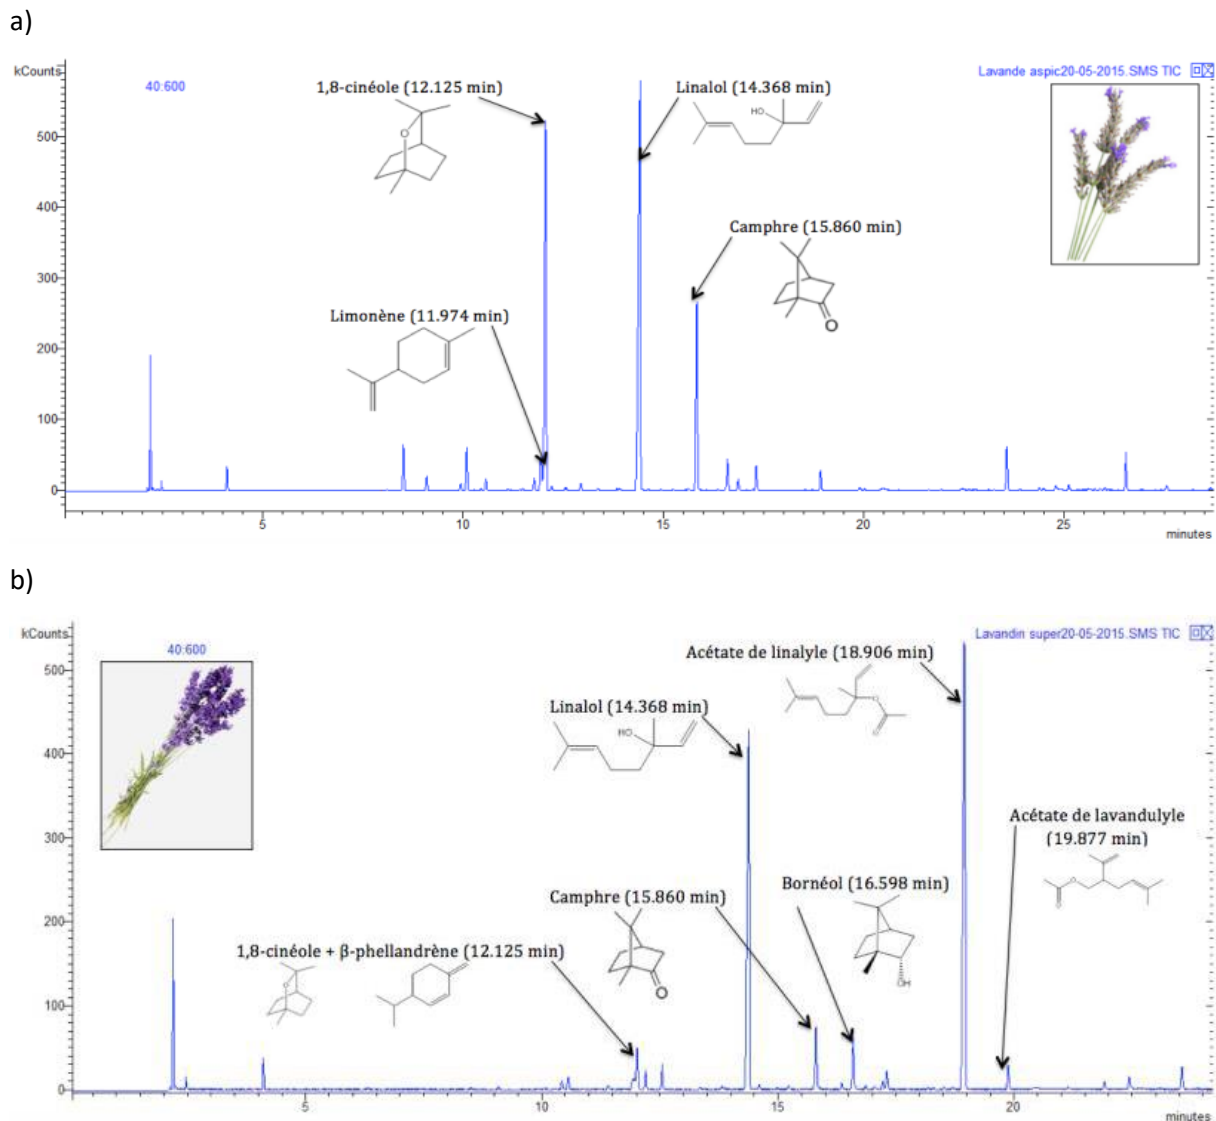 a)
kCounts
40:600
1,8-cinéole (12.125 min)
Linalol (14.368 min)
Lavande aspic20-05-2015.SMS TIC
O
HO
500
400
Camphre (15.860 min)
300
Limonène (11.974 min)
O
200
100
0
5
10
15
20
25
minutes
b)
kCounts
40:600
Lavandin super20-05-2015.SMS TIC
Acétate de linalyle (18.906 min)
500
Linalol (14.368 min)
O
O
HO
400
300
Acétate de lavandulyle
(19.877 min)
Bornéol (16.598 min)
Camphre (15.860 min)
O
O
200
1,8-cinéole + β-phellandrène (12.125 min)
O
O
OH
100
0
5
10
15
20
minutes